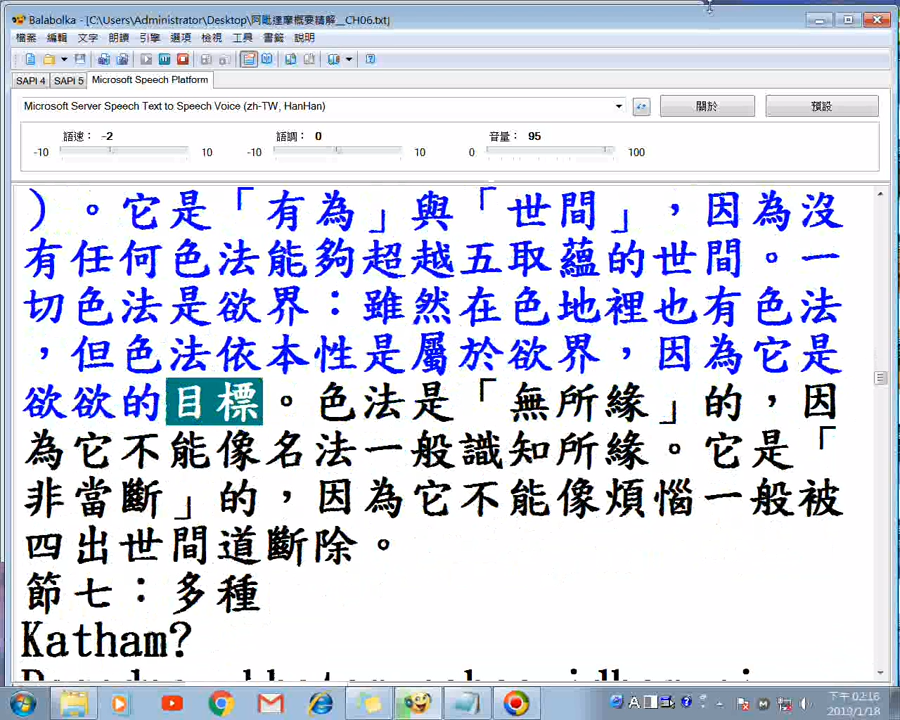 Balabolka - [C:\Users\Administrator\Desktop\阿毗達摩概要精解__CH06.txt]
檔案 編輯 文字 朗讀 引擎 選項 檢視 工具 書籤 說明
SAPI 4 SAPI 5 Microsoft Speech Platform
Microsoft Server Speech Text to Speech Voice (zh-TW, HanHan) 關於 預設
語速： -2 語調： 0 音量： 95
-10 10 -10 10 0 100
）。它是「有為」與「世間」，因為沒
有任何色法能夠超越五取蘊的世間。一
切色法是欲界：雖然在色地裡也有色法
，但色法依本性是屬於欲界，因為它是
欲欲的目標。色法是「無所緣」的，因
為它不能像名法一般識知所緣。它是「
非當斷」的，因為它不能像煩惱一般被
四出世間道斷除。
節七：多種
Katham?
下午 02:16
2019/1/18